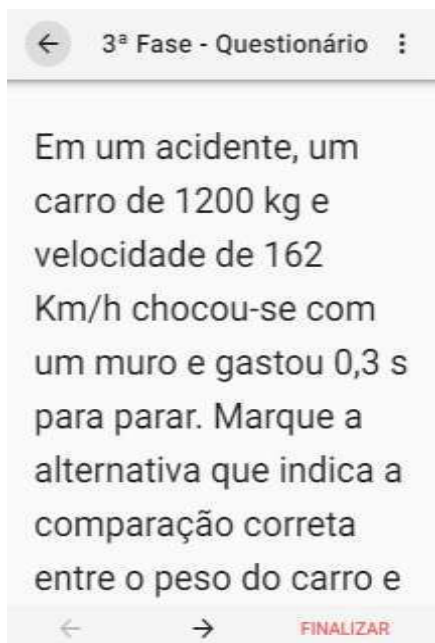 3ª Fase - Questionário
Em um acidente, um
carro de 1200 kg e
velocidade de 162
Km/h chocou-se com
um muro e gastou 0,3 s
para parar. Marque a
alternativa que indica a
comparação correta
entre o peso do carro e
FINALIZAR